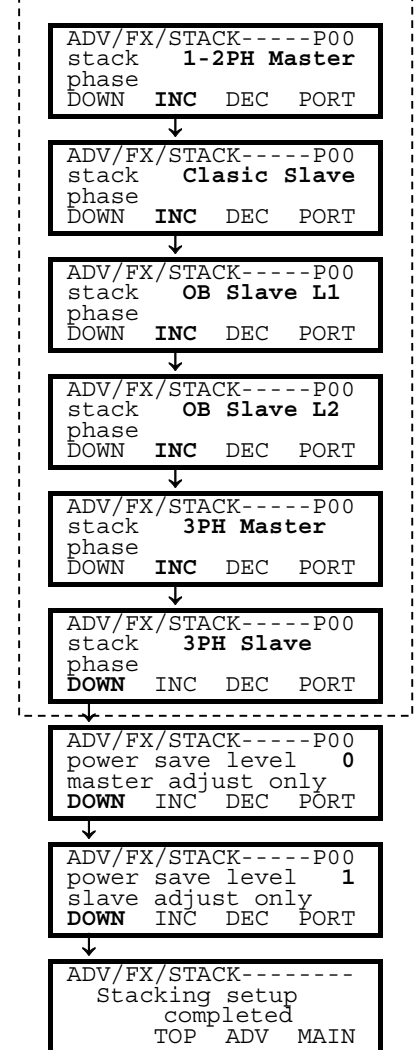 ADV/FX/STACK-----P00
stack 1-2PH Master
phase
DOWN INC DEC PORT
ADV/FX/STACK-----P00
stack Clasic Slave
phase
DOWN INC DEC PORT
ADV/FX/STACK-----P00
stack OB Slave L1
phase
DOWN INC DEC PORT
ADV/FX/STACK-----P00
stack OB Slave L2
phase
DOWN INC DEC PORT
ADV/FX/STACK-----P00
stack 3PH Master
phase
DOWN INC DEC PORT
ADV/FX/STACK-----P00
stack 3PH Slave
phase
DOWN INC DEC PORT
ADV/FX/STACK-----P00
power save level 0
master adjust only
DOWN INC DEC PORT
ADV/FX/STACK-----P00
power save level 1
slave adjust only
DOWN INC DEC PORT
ADV/FX/STACK--------
Stacking setup
completed
TOP ADV MAIN